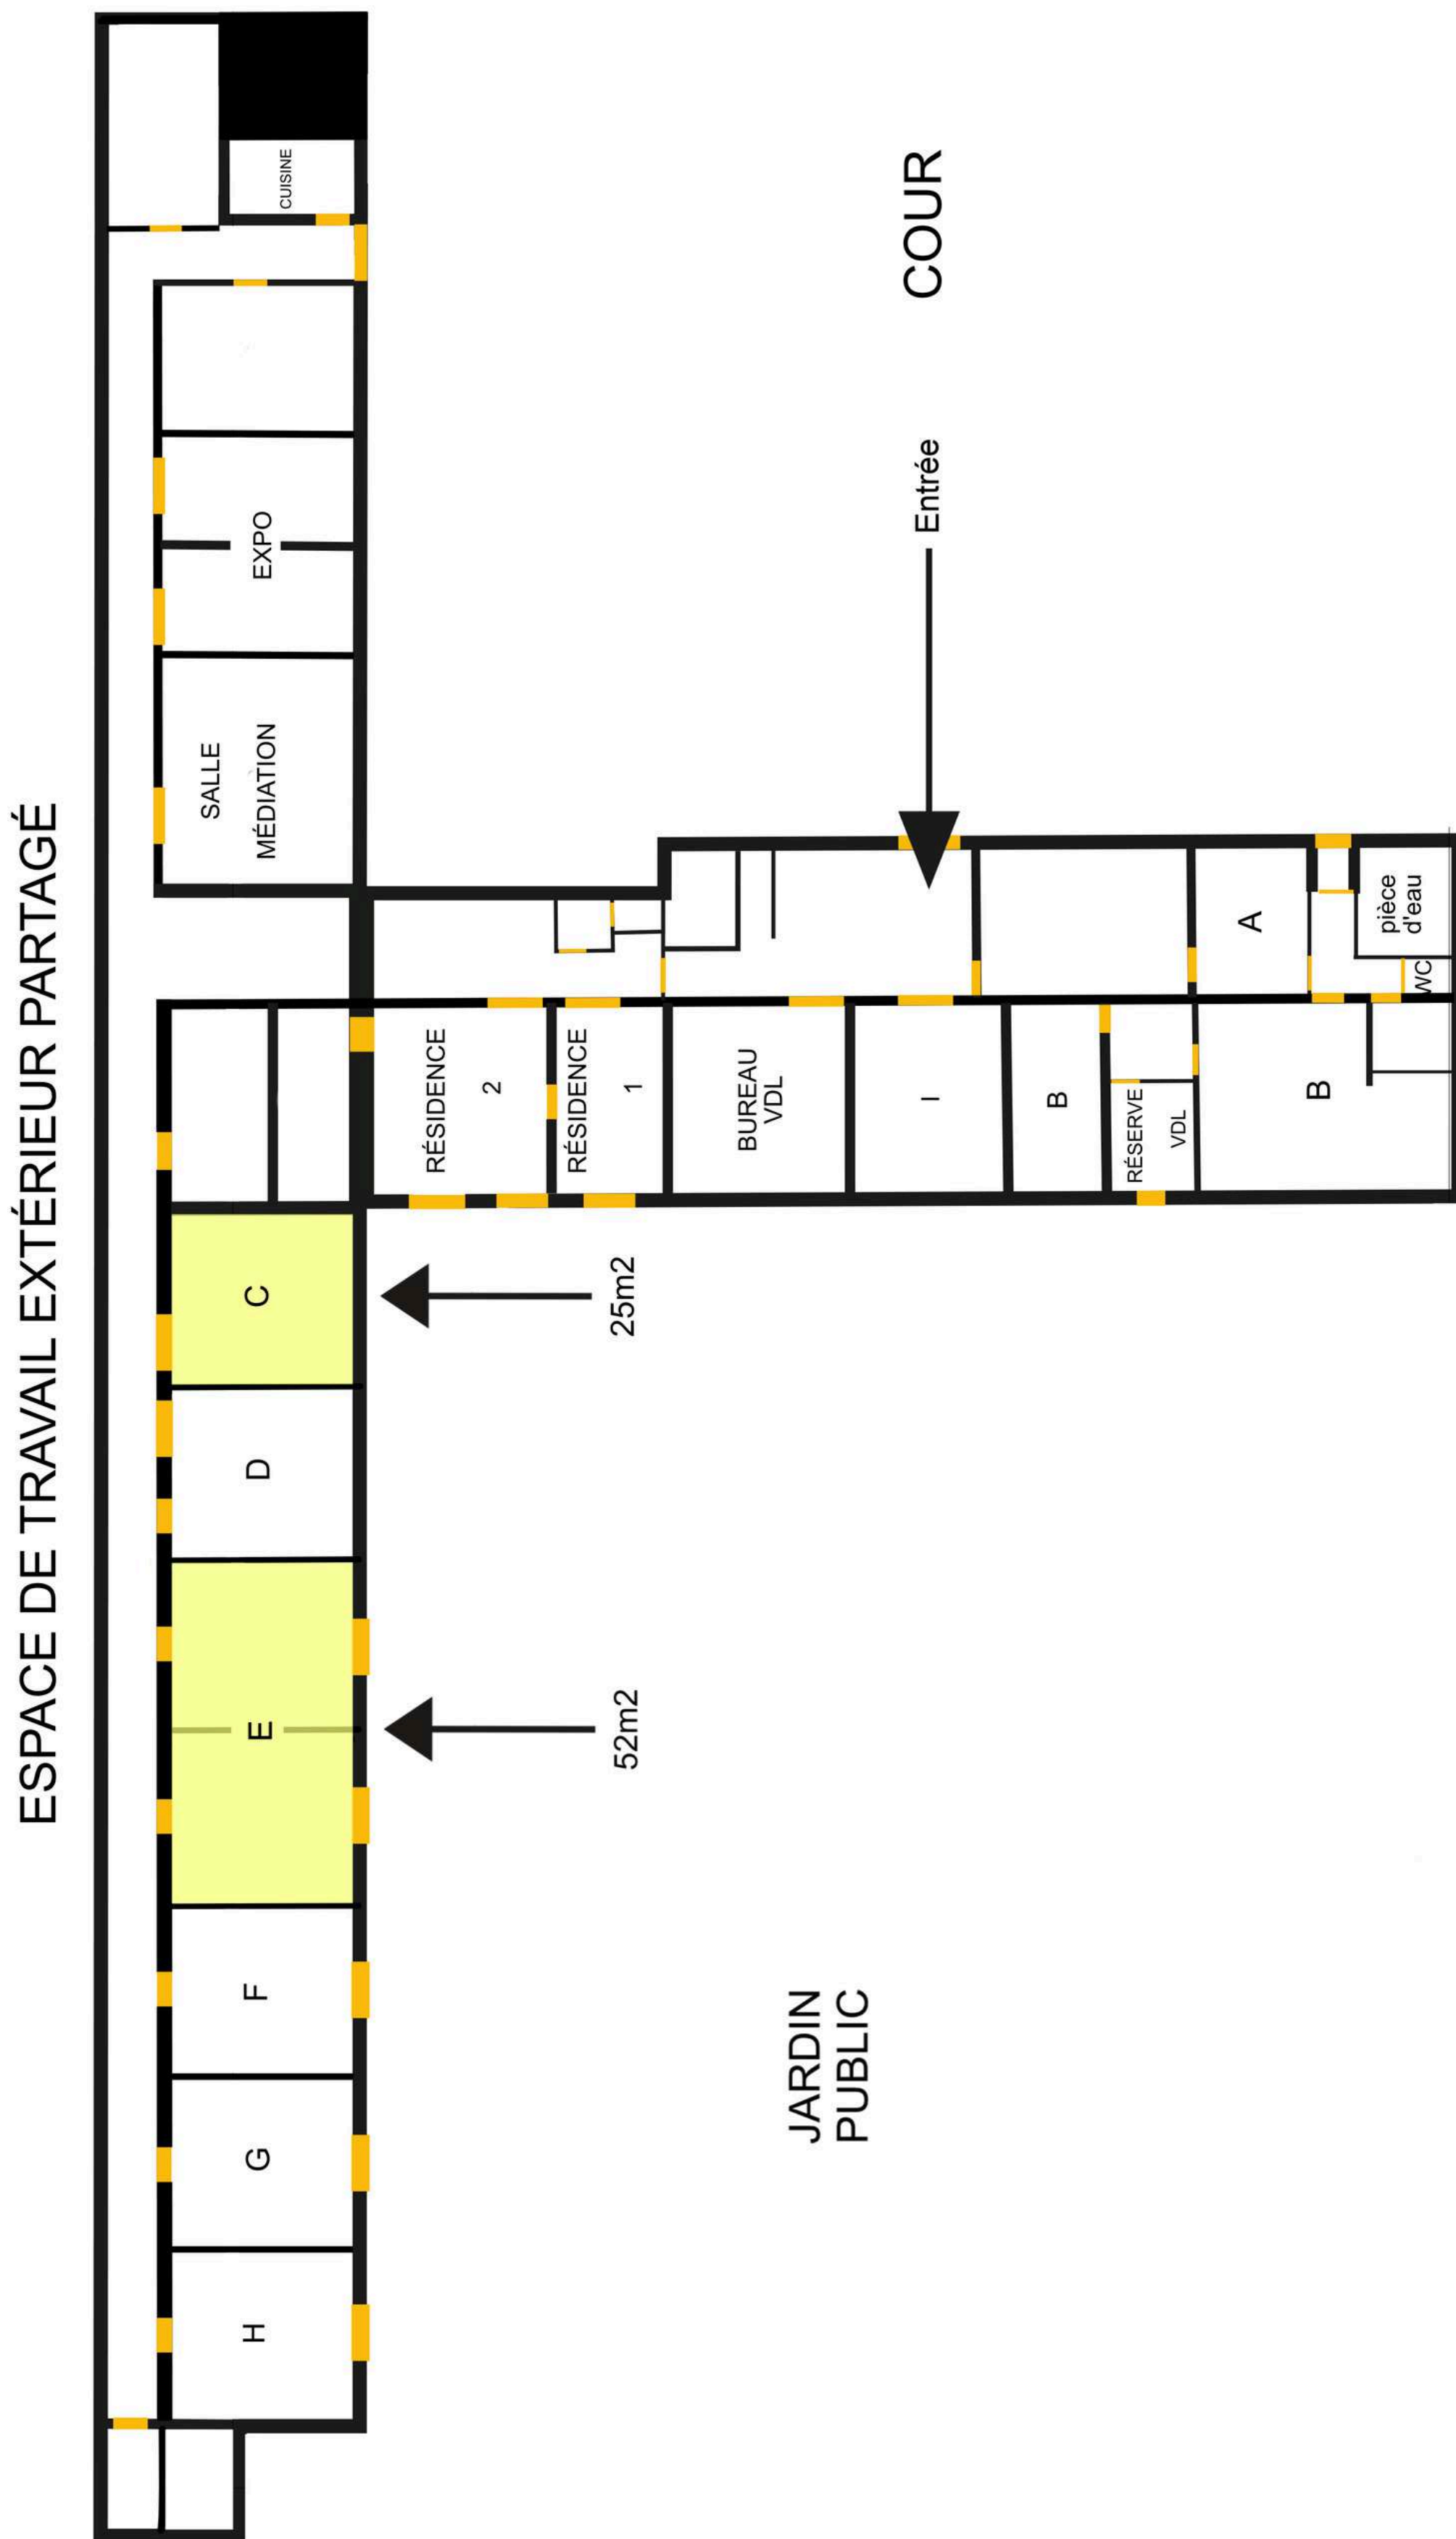 ESPACE DE TRAVAIL EXTÉRIEUR PARTAGÉ
H
G
F
E
D
C
SALLE
MÉDIATION
EXPO
CUISINE
52m2
25m2
RÉSIDENCE
2
RÉSIDENCE
1
BUREAU
VDL
I
B
RÉSERVE
VDL
B
A
pièce
d'eau
WC
Entrée
COUR
JARDIN
PUBLIC